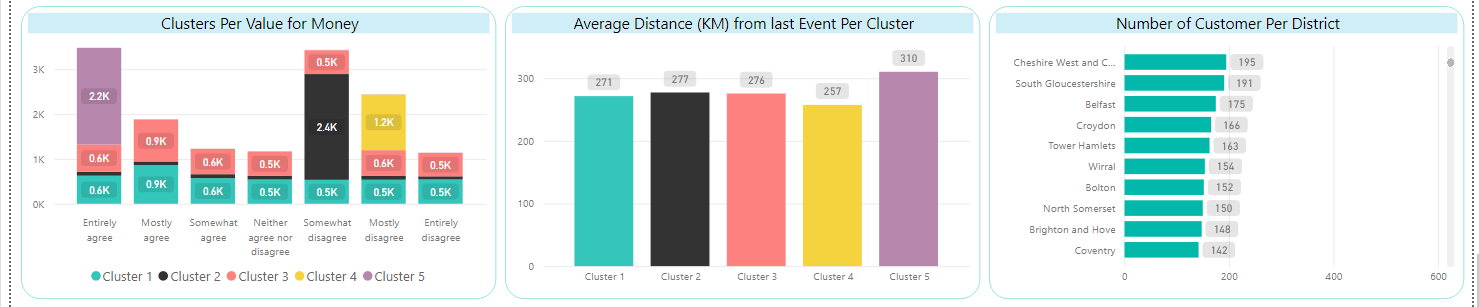 Clusters Per Value for Money
3K
2K
1K
0K
2.2K
0.6K
0.6K
0.9K
0.9K
0.6K
0.6K
0.5K
0.5K
0.5K
2.4K
0.5K
1.2K
0.6K
0.5K
0.5K
0.5K
Entirely
agree
Mostly
agree
Somewhat
agree
Neither
agree nor
disagree
Somewhat
disagree
Mostly
disagree
Entirely
disagree
Cluster 1 Cluster 2 Cluster 3 Cluster 4 Cluster 5
Average Distance (KM) from last Event Per Cluster
300
200
100
0
271
277
276
257
310
Cluster 1 Cluster 2 Cluster 3 Cluster 4 Cluster 5
Number of Customer Per District
Cheshire West and C... 195
South Gloucestershire 191
Belfast 175
Croydon 166
Tower Hamlets 163
Wirral 154
Bolton 152
North Somerset 150
Brighton and Hove 148
Coventry 142
0 200 400 600